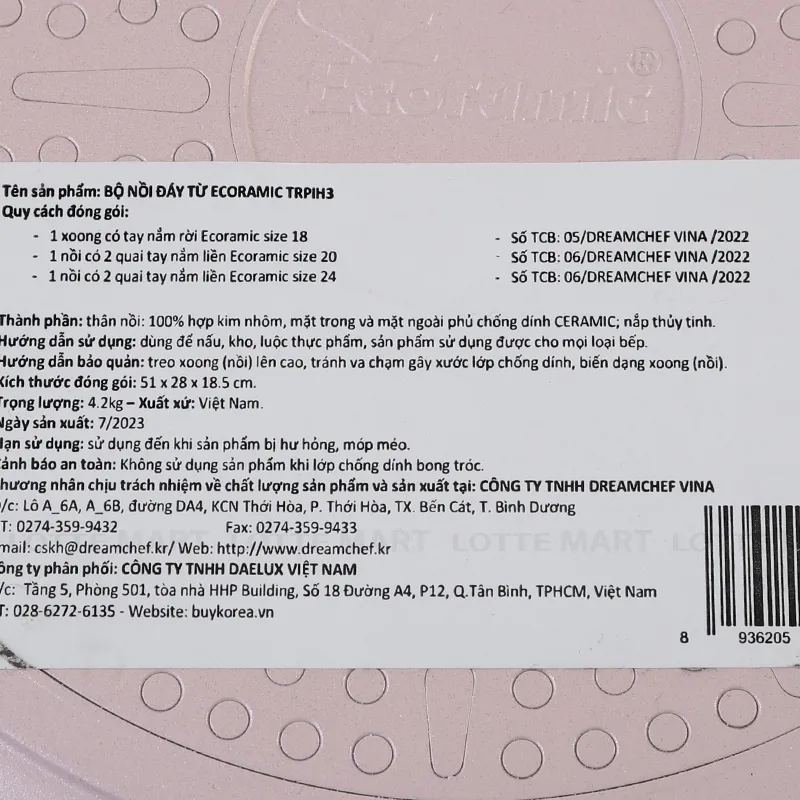 Ecoramic®
Tên sản phẩm: BỘ NỒI ĐÁY TỪ ECORAMIC TRPIH3
Quy cách đóng gói:
- 1 xoong có tay nắm rời Ecoramic size 18 - Số TCB: 05/DREAMCHEF VINA /2022
- 1 nồi có 2 quai tay nắm liền Ecoramic size 20 - Số TCB: 06/DREAMCHEF VINA /2022
- 1 nồi có 2 quai tay nắm liền Ecoramic size 24 - Số TCB: 06/DREAMCHEF VINA /2022
Thành phần: thân nồi: 100% hợp kim nhôm, mặt trong và mặt ngoài phủ chống dính CERAMIC; nắp thủy tinh.
Hướng dẫn sử dụng: dùng để nấu, kho, luộc thực phẩm, sản phẩm sử dụng được cho mọi loại bếp.
Hướng dẫn bảo quản: treo xoong (nồi) lên cao, tránh va chạm gây xước lớp chống dính, biến dạng xoong (nồi).
Kích thước đóng gói: 51 x 28 x 18.5 cm.
Trọng lượng: 4.2kg – Xuất xứ: Việt Nam.
Ngày sản xuất: 7/2023
Hạn sử dụng: sử dụng đến khi sản phẩm bị hư hỏng, móp méo.
Cảnh báo an toàn: Không sử dụng sản phẩm khi lớp chống dính bong tróc.
Thương nhân chịu trách nhiệm về chất lượng sản phẩm và sản xuất tại: CÔNG TY TNHH DREAMCHEF VINA
Đ/c: Lô A_6A, A_6B, đường DA4, KCN Thới Hòa, P. Thới Hòa, TX. Bến Cát, T. Bình Dương
T: 0274-359-9432 Fax: 0274-359-9433
LOTTE MART LOTTE MART LO
Email: cskh@dreamchef.kr/ Web: http://www.dreamchef.kr
Công ty phân phối: CÔNG TY TNHH DAELUX VIỆT NAM
Đ/c: Tầng 5, Phòng 501, tòa nhà HHP Building, Số 18 Đường A4, P12, Q.Tân Bình, TPHCM, Việt Nam
T: 028-6272-6135 - Website: buykorea.vn
8 936205